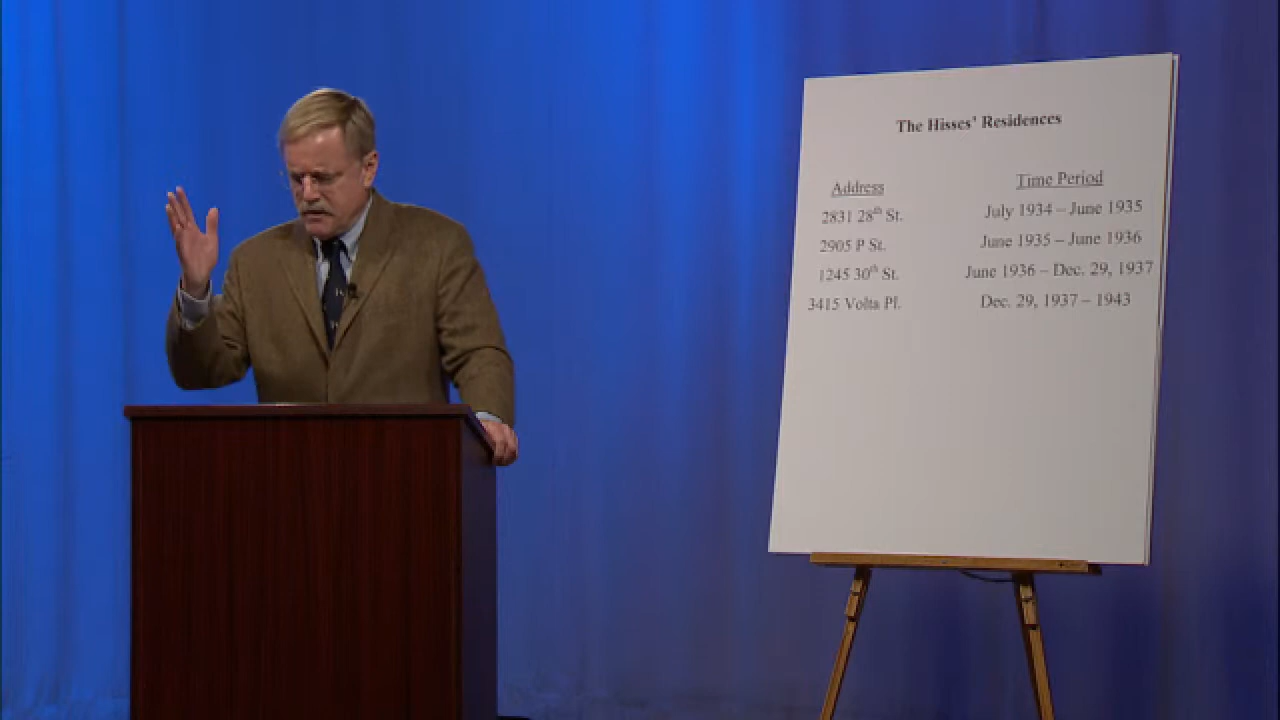 The Hisses' Residences
Address Time Period
2831 28th St. July 1934 – June 1935
2905 P St. June 1935 – June 1936
1245 30th St. June 1936 – Dec. 29, 1937
3415 Volta Pl. Dec. 29, 1937 – 1943